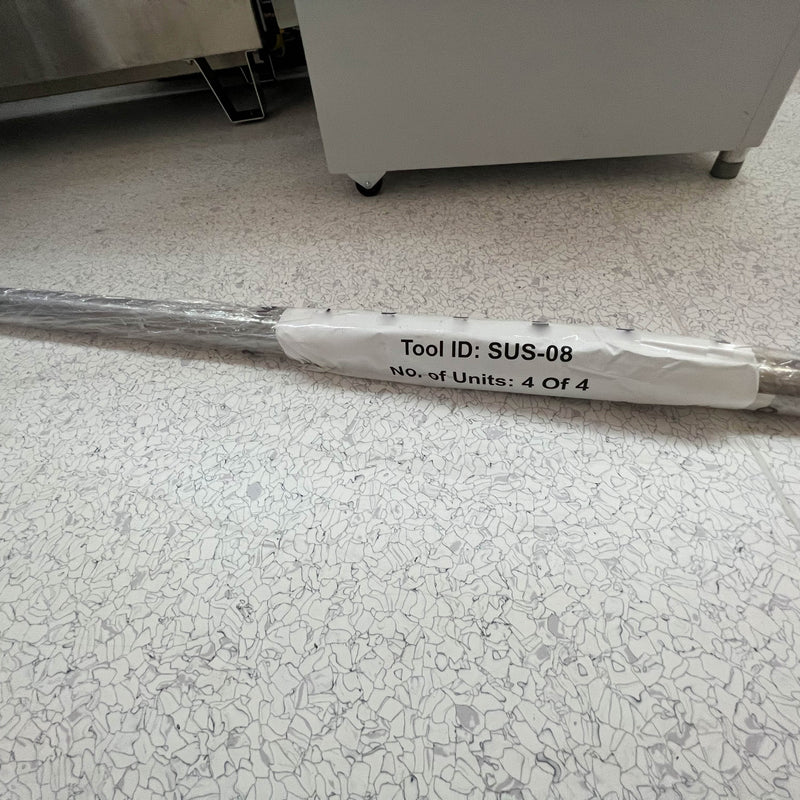 Tool ID: SUS-08
No. of Units: 4 Of 4